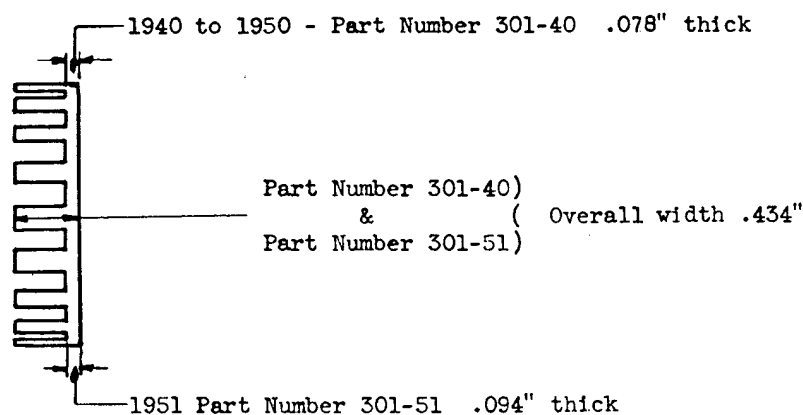 1940 to 1950 - Part Number 301-40 .078" thick
Part Number 301-40)
& ( Overall width .434"
Part Number 301-51)
1951 Part Number 301-51 .094" thick